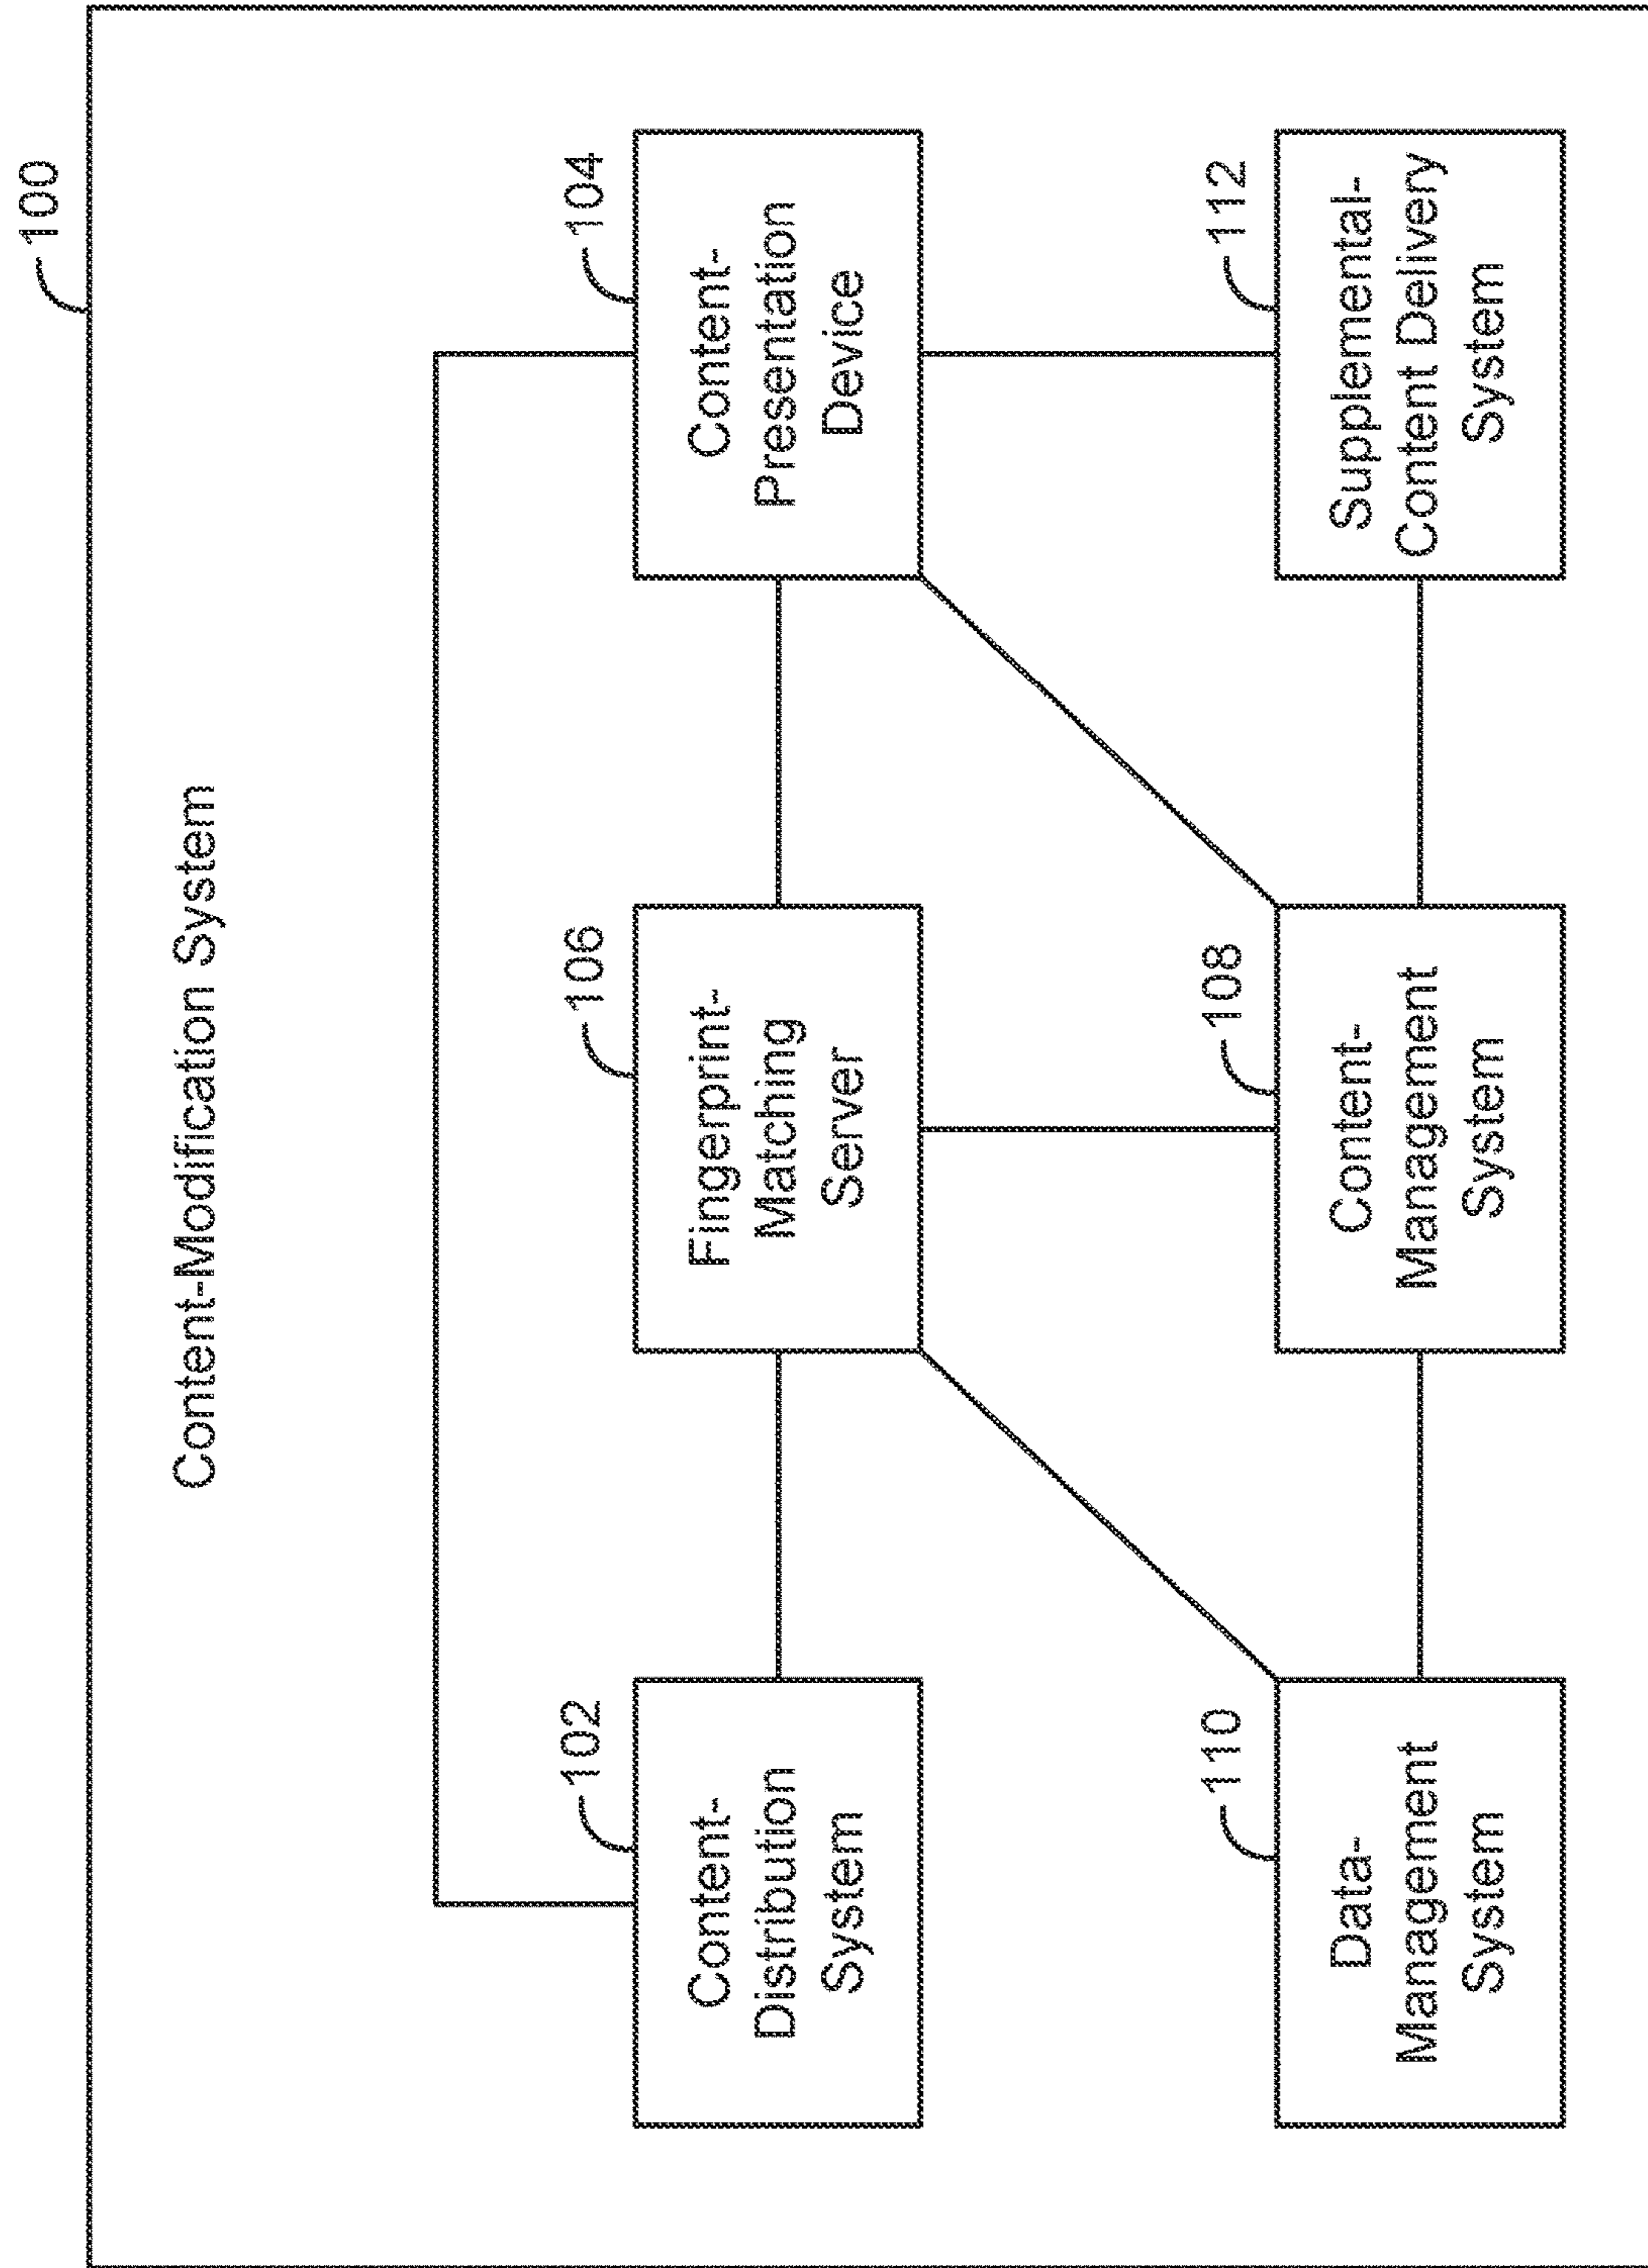 100
Content-Modification System
102
Content-
Distribution
System
106
Fingerprint-
Matching
Server
104
Content-
Presentation
Device
110
Data-
Management
System
108
Content-
Management
System
112
Supplemental-
Content Delivery
System